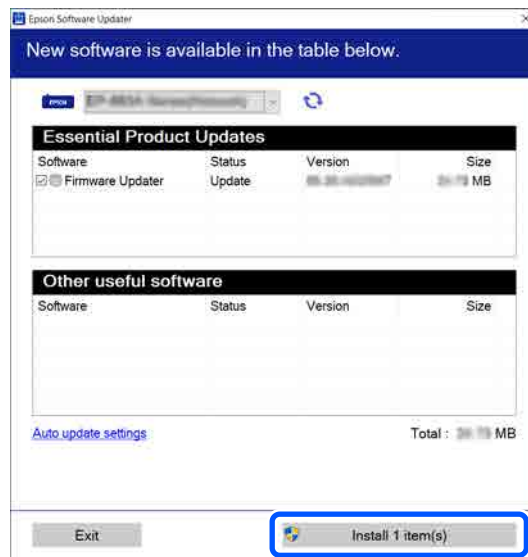 Epson Software Updater
New software is available in the table below.
EPSON
Essential Product Updates
Software Status Version Size
Firmware Updater Update MB
Other useful software
Software Status Version Size
Auto update settings Total : MB
Exit Install 1 item(s)